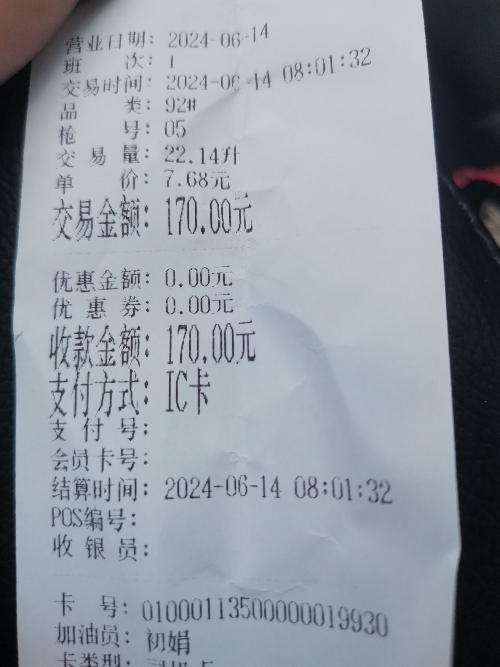 营业日期: 2024-06-14
班 次: 1
交易时间: 2024-06-14 08:01:32
品 类: 92#
枪 号: 05
交 易 量: 22.14升
单 价: 7.68元
交易金额: 170.00元
优惠金额: 0.00元
优 惠 券: 0.00元
收款金额: 170.00元
支付方式: IC卡
支 付 号:
会员卡号:
结算时间: 2024-06-14 08:01:32
POS编号:
收 银 员:
卡 号: 01000113500000019930
加油员: 初娟
卡类型: